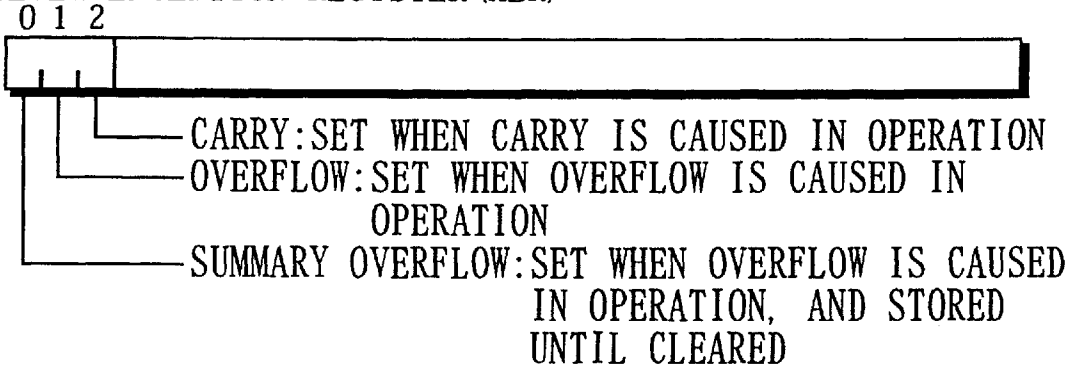 0 1 2
CARRY:SET WHEN CARRY IS CAUSED IN OPERATION
OVERFLOW:SET WHEN OVERFLOW IS CAUSED IN
OPERATION
SUMMARY OVERFLOW:SET WHEN OVERFLOW IS CAUSED
IN OPERATION, AND STORED
UNTIL CLEARED